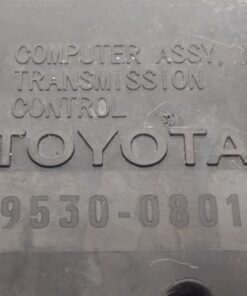 COMPUTER ASSY,
TRANSMISSION
CONTROL
TOYOTA
9530-0801